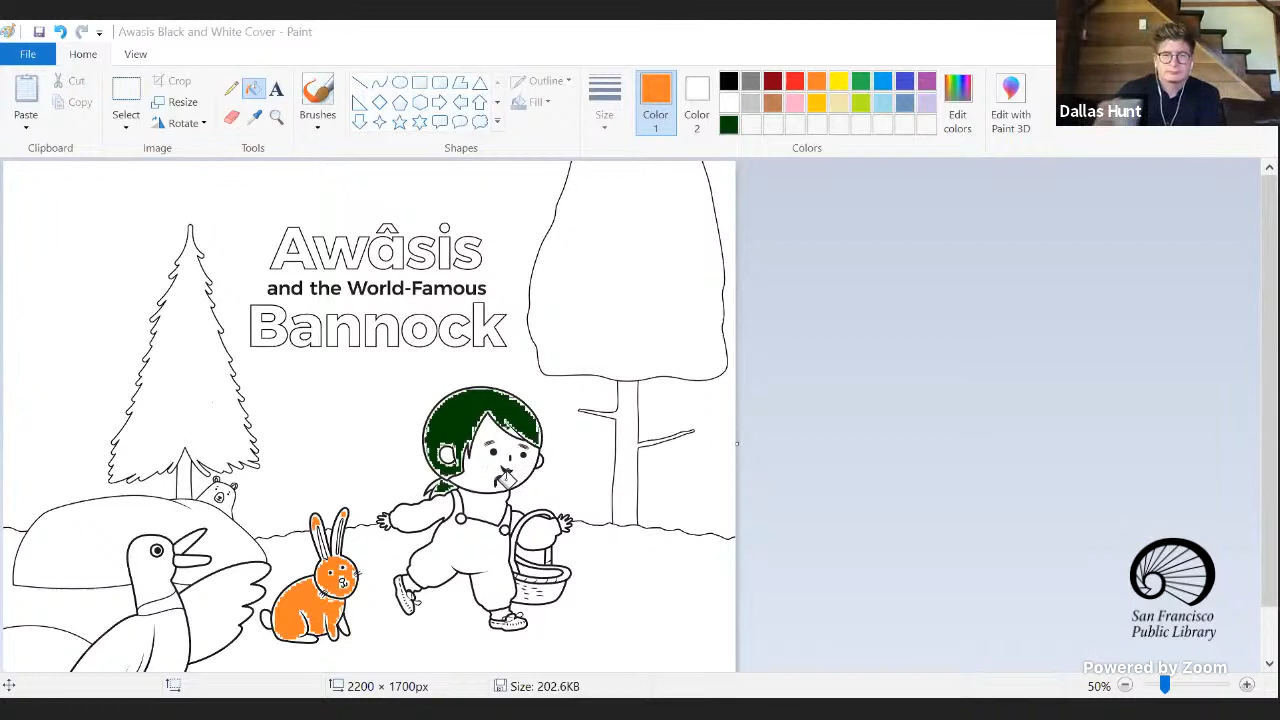 Awasis Black and White Cover - Paint
File
Home
View
Paste
Cut
Copy
Clipboard
Select
Crop
Resize
Rotate
Image
A
Tools
Brushes
Outline
Fill
Shapes
Size
Color 1
Color 2
Edit colors
Colors
Edit with Paint 3D
Dallas Hunt
Awâsis
and the World-Famous
Bannock
San Francisco
Public Library
Powered by Zoom
2200 × 1700px
Size: 202.6KB
50%